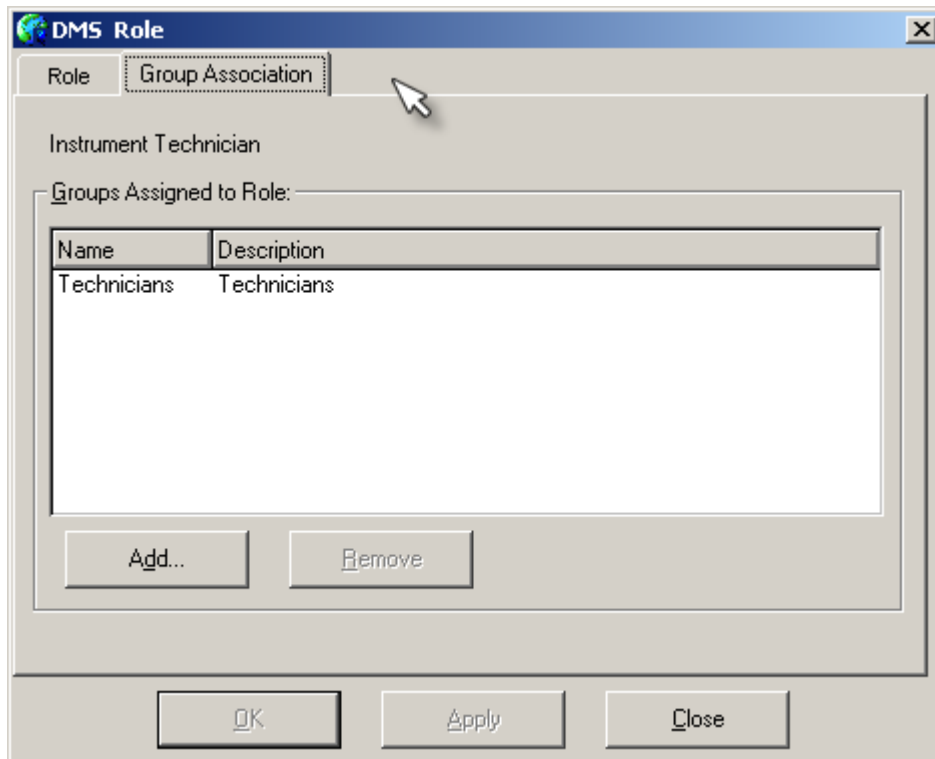 DMS Role
Role Group Association
Instrument Technician
Groups Assigned to Role:
Name Description
Technicians Technicians
Add... Remove
OK Apply Close